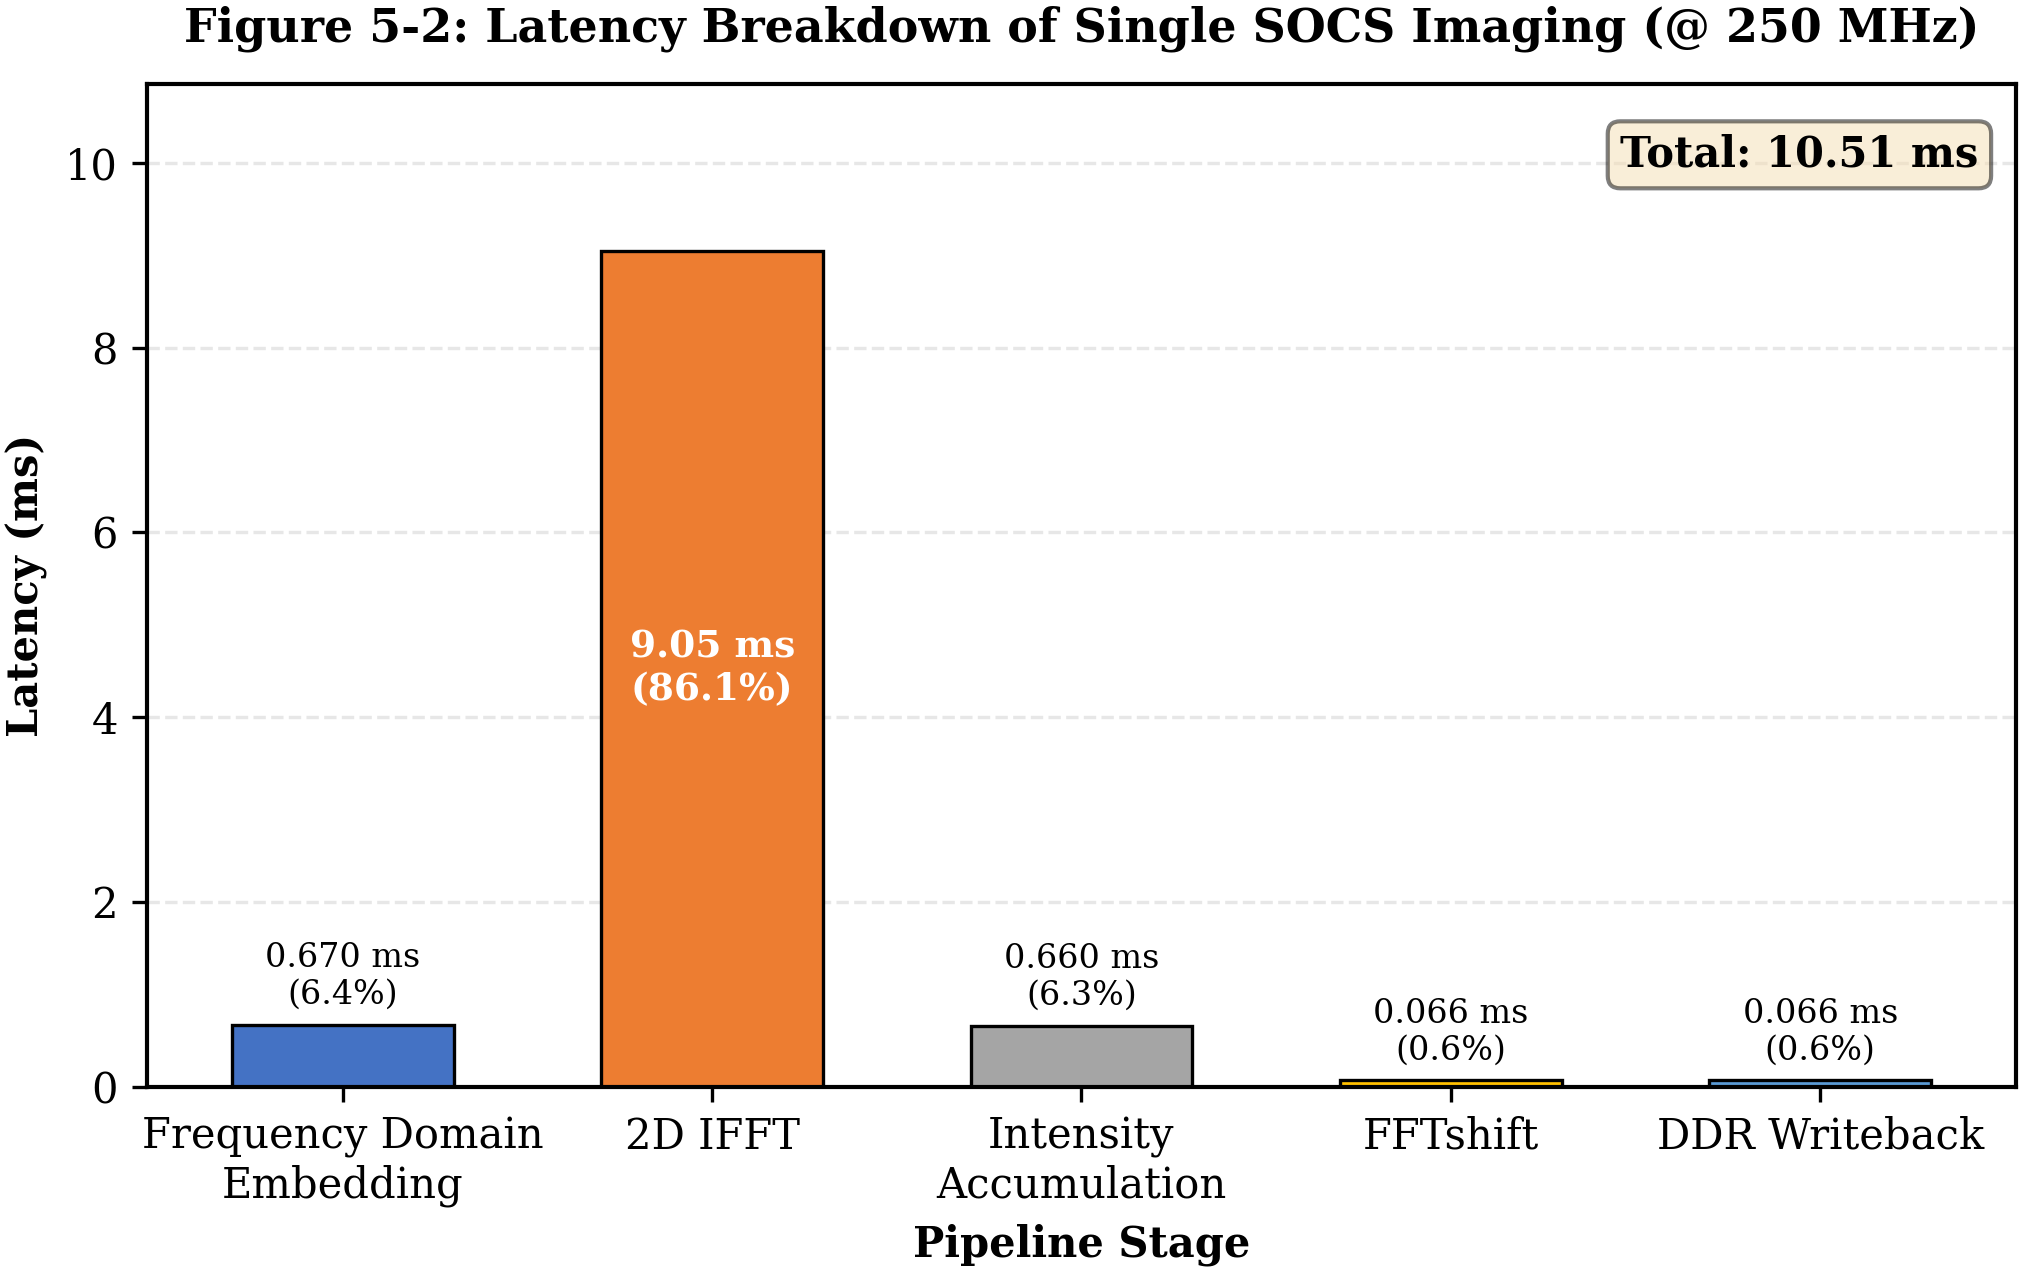 Figure 5-2: Latency Breakdown of Single SOCS Imaging (@ 250 MHz)
Total: 10.51 ms
Latency (ms)
10
8
6
4
2
0
0.670 ms
(6.4%)
9.05 ms
(86.1%)
0.660 ms
(6.3%)
0.066 ms
(0.6%)
0.066 ms
(0.6%)
Frequency Domain
Embedding
2D IFFT
Intensity
Accumulation
FFTshift
DDR Writeback
Pipeline Stage